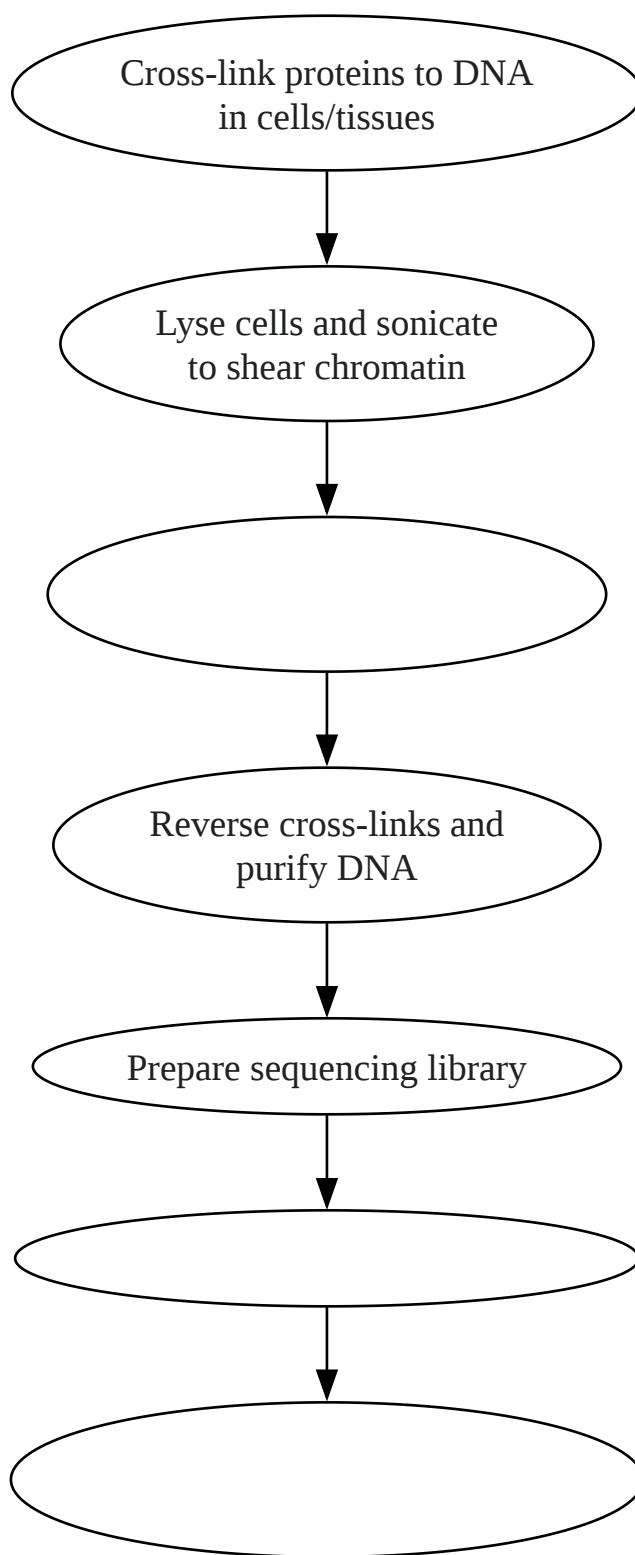 Cross-link proteins to DNA
in cells/tissues
Lyse cells and sonicate
to shear chromatin
Reverse cross-links and
purify DNA
Prepare sequencing library